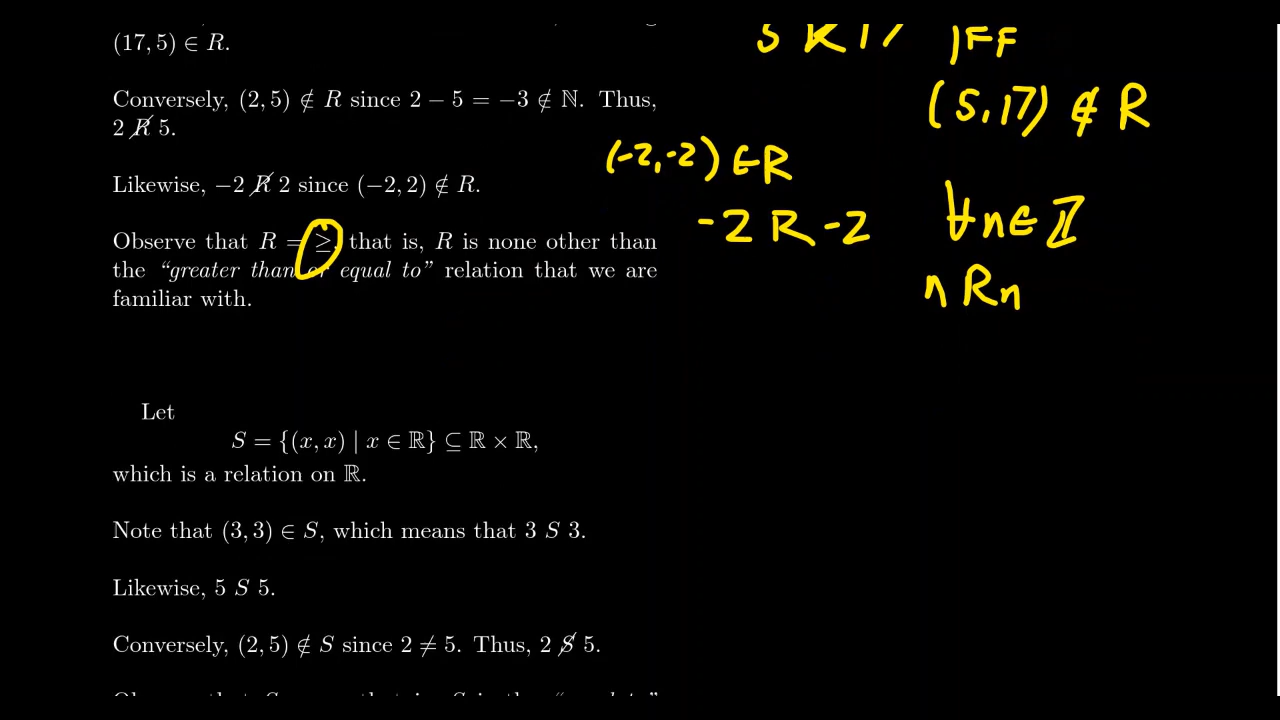 (17, 5) ∈ R.
Conversely, (2, 5) ∉ R since 2 − 5 = −3 ∉ ℕ. Thus,
2 R̸ 5.
Likewise, −2 R̸ 2 since (−2, 2) ∉ R.
Observe that R = ≥, that is, R is none other than
the “greater than or equal to” relation that we are
familiar with.
Let
S = {(x, x) | x ∈ ℝ} ⊆ ℝ × ℝ,
which is a relation on ℝ.
Note that (3, 3) ∈ S, which means that 3 S 3.
Likewise, 5 S 5.
Conversely, (2, 5) ∉ S since 2 ≠ 5. Thus, 2 S̸ 5.
5 R̸ 17 IFF
(5, 17) ∉ R
(-2, -2) ∈ R
-2 R -2
∀n ∈ ℤ
n R n